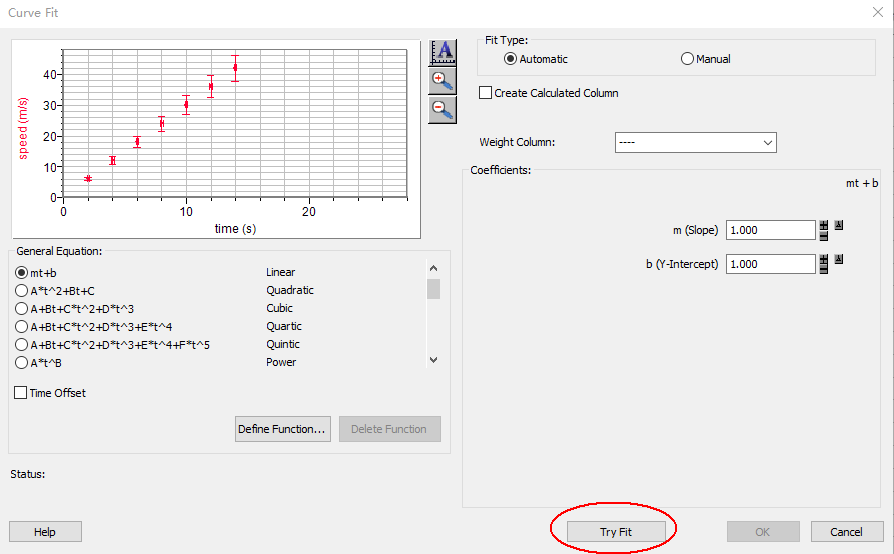 Curve Fit
40
30
20
10
0
speed (m/s)
0
10
20
time (s)
A
General Equation:
mt+b Linear
A*t^2+Bt+C Quadratic
A+Bt+C*t^2+D*t^3 Cubic
A+Bt+C*t^2+D*t^3+E*t^4 Quartic
A+Bt+C*t^2+D*t^3+E*t^4+F*t^5 Quintic
A*t^B Power
Time Offset
Define Function... Delete Function
Status:
Help
Fit Type:
Automatic Manual
Create Calculated Column
Weight Column: ----
Coefficients:
mt + b
m (Slope) 1.000
b (Y-Intercept) 1.000
Try Fit OK Cancel